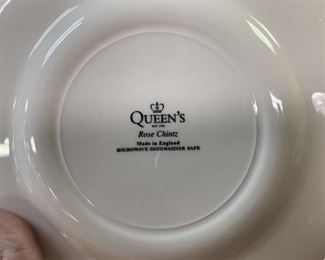 QUEEN'S
Rose Chintz
Made in England
MICROWAVE-DISHWASHER SAFE